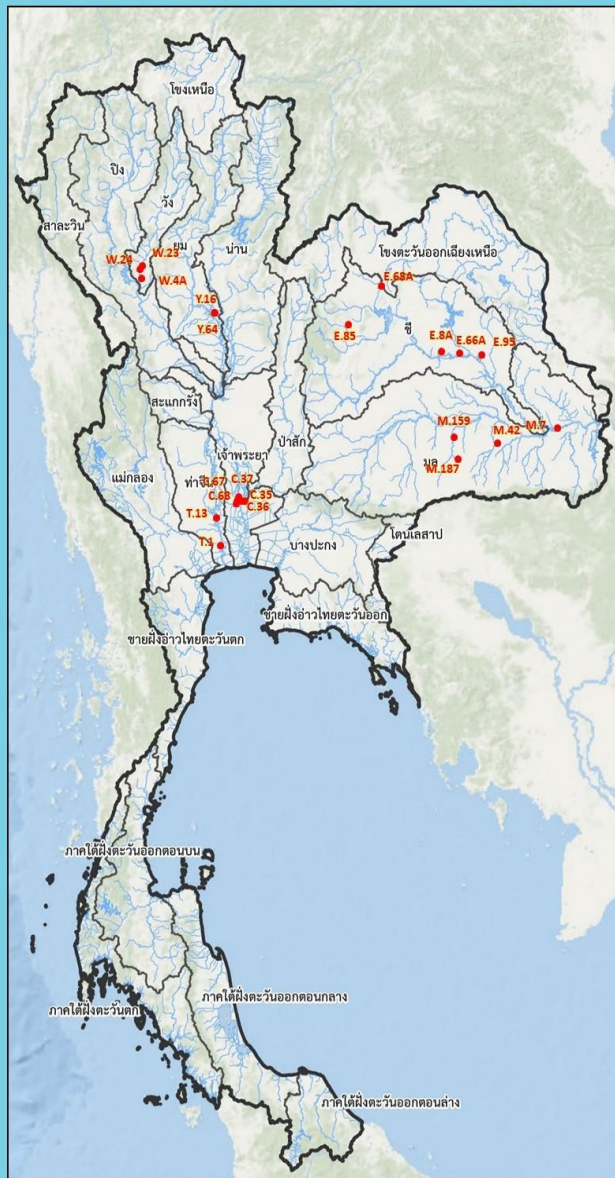 โขงเหนือ
ปิง
วัง
สาละวิน
ยม
น่าน
โขงตะวันออกเฉียงเหนือ
W.24
W.23
W.4A
E.68A
Y.16
Y.64
E.85
ชี
E.8A
E.66A
E.95
สะแกกรัง
ป่าสัก
เจ้าพระยา
แม่กลอง
M.159
M.42
M.7
มูล
M.187
C.37
C.68
C.35
C.36
T.13
T.1
บางปะกง
โตนเลสาป
ชายฝั่งอ่าวไทยตะวันออก
ชายฝั่งอ่าวไทยตะวันตก
ภาคใต้ฝั่งตะวันออกตอนบน
ภาคใต้ฝั่งตะวันออกตอนกลาง
ภาคใต้ฝั่งตะวันตก
ภาคใต้ฝั่งตะวันออกตอนล่าง